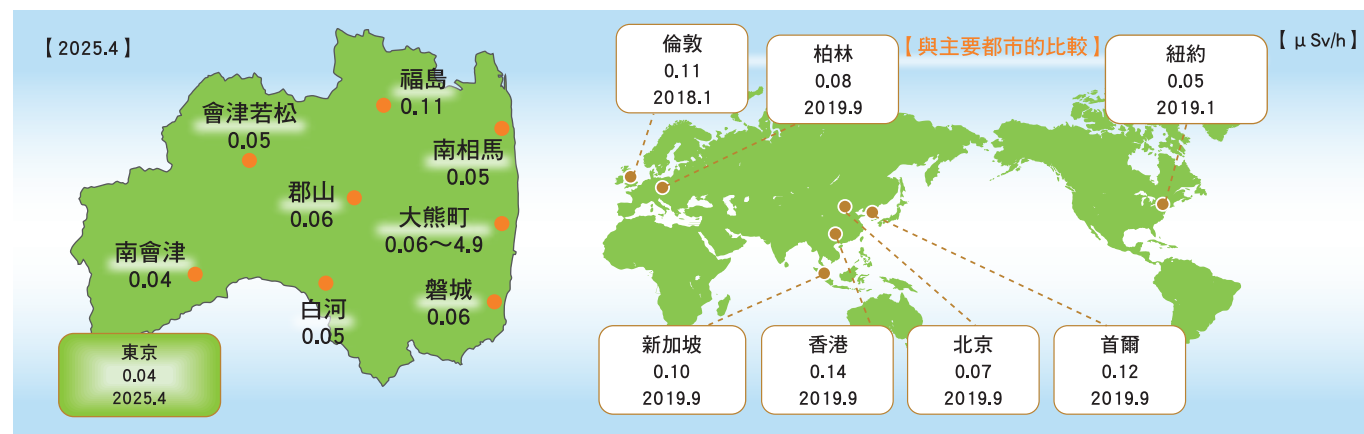 【 2025.4 】
福島
0.11
會津若松
0.05
南相馬
0.05
郡山
0.06
大熊町
0.06～4.9
南會津
0.04
白河
0.05
磐城
0.06
東京
0.04
2025.4
【 與主要都市的比較 】
【 μ Sv/h 】
倫敦
0.11
2018.1
柏林
0.08
2019.9
紐約
0.05
2019.1
新加坡
0.10
2019.9
香港
0.14
2019.9
北京
0.07
2019.9
首爾
0.12
2019.9